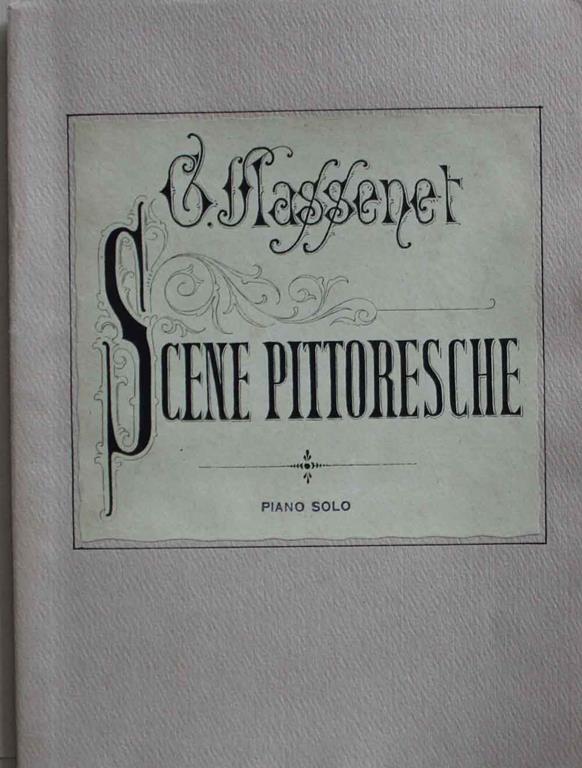 G. Massenet
SCENE PITTORESCHE
PIANO SOLO